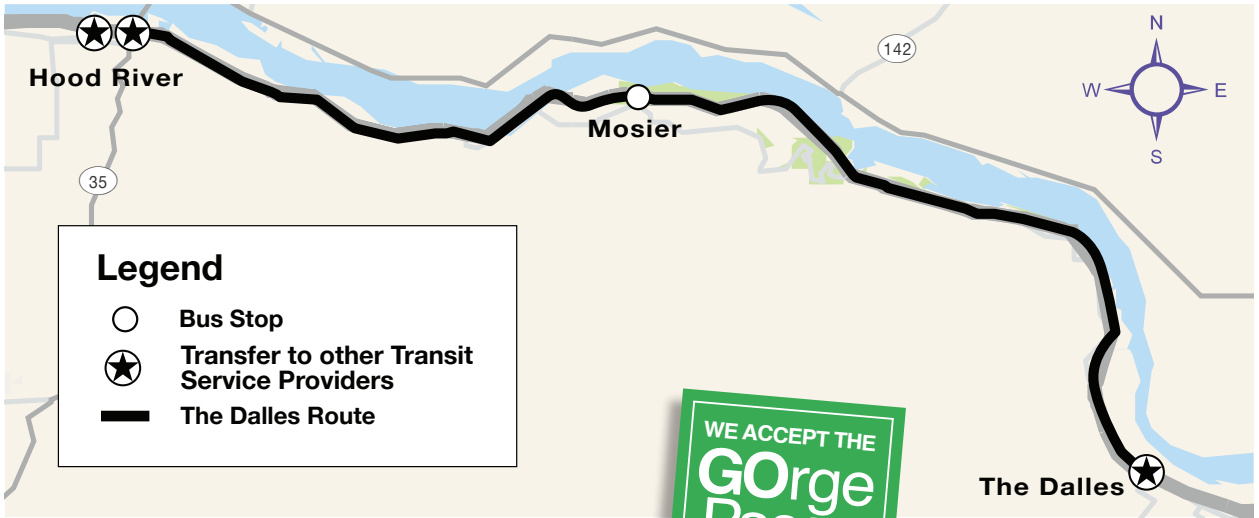 Hood River
Mosier
142
N
W
E
S
35
Legend
Bus Stop
Transfer to other Transit
Service Providers
The Dalles Route
WE ACCEPT THE
GOrge
The Dalles